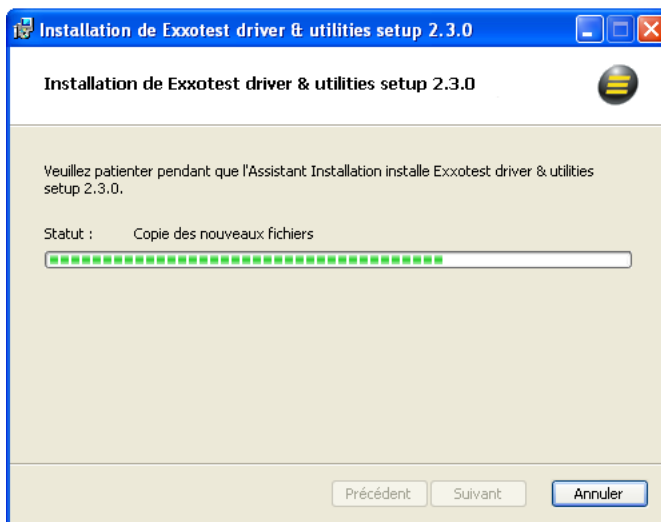 Installation de Exxotest driver & utilities setup 2.3.0
Installation de Exxotest driver & utilities setup 2.3.0
Veuillez patienter pendant que l'Assistant Installation installe Exxotest driver & utilities
setup 2.3.0.
Statut : Copie des nouveaux fichiers
Précédent Suivant Annuler